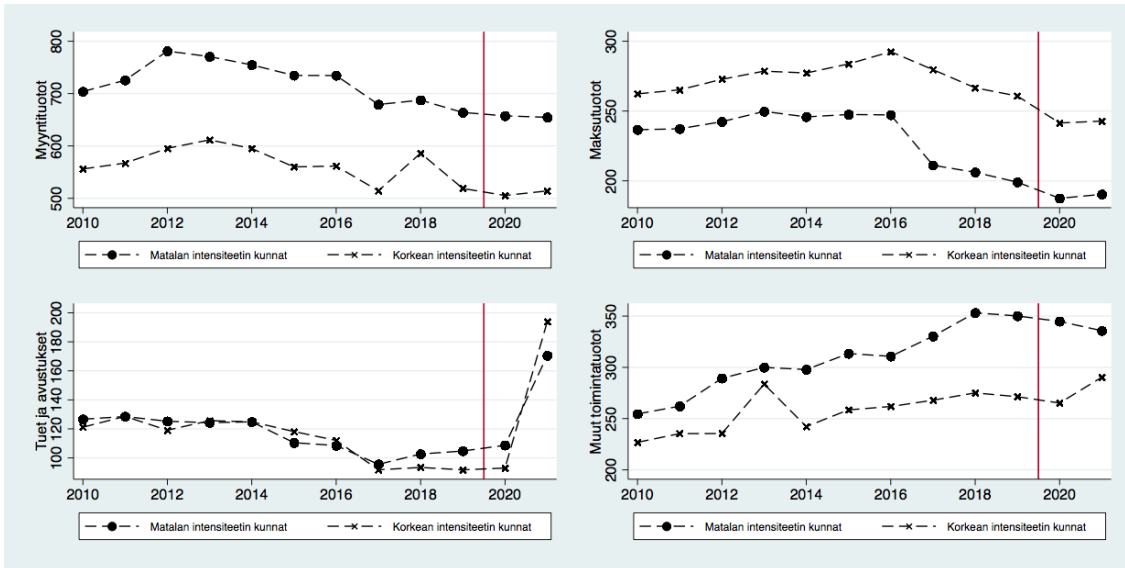 Myyntituotot
800
700
600
500
2010 2012 2014 2016 2018 2020
Matalan intensiteetin kunnat Korkean intensiteetin kunnat
Maksutuotot
300
250
200
2010 2012 2014 2016 2018 2020
Matalan intensiteetin kunnat Korkean intensiteetin kunnat
Tuet ja avustukset
200
180
160
140
120
100
2010 2012 2014 2016 2018 2020
Matalan intensiteetin kunnat Korkean intensiteetin kunnat
Muut toimintatuotot
350
300
250
200
2010 2012 2014 2016 2018 2020
Matalan intensiteetin kunnat Korkean intensiteetin kunnat